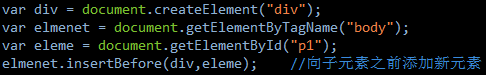 var div = document.createElement("div");
var elmenet = document.getElementByTagName("body");
var eleme = document.getElementById("p1");
elmenet.insertBefore(div,eleme);    //向子元素之前添加新元素